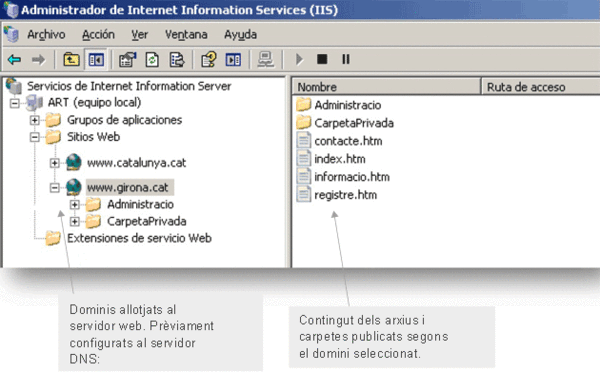 Administrador de Internet Information Services (IIS)
Archivo Acción Ver Ventana Ayuda
Servicios de Internet Information Server
ART (equipo local)
Grupos de aplicaciones
Sitios Web
www.catalunya.cat
www.girona.cat
Administracio
CarpetaPrivada
Extensiones de servicio Web
Nombre Ruta de acceso
Administracio
CarpetaPrivada
contacte.htm
index.htm
informacio.htm
registre.htm
Dominis allotjats al
servidor web. Prèviament
configurats al servidor
DNS:
Contingut dels arxius i
carpetes publicats segons
el domini seleccionat.